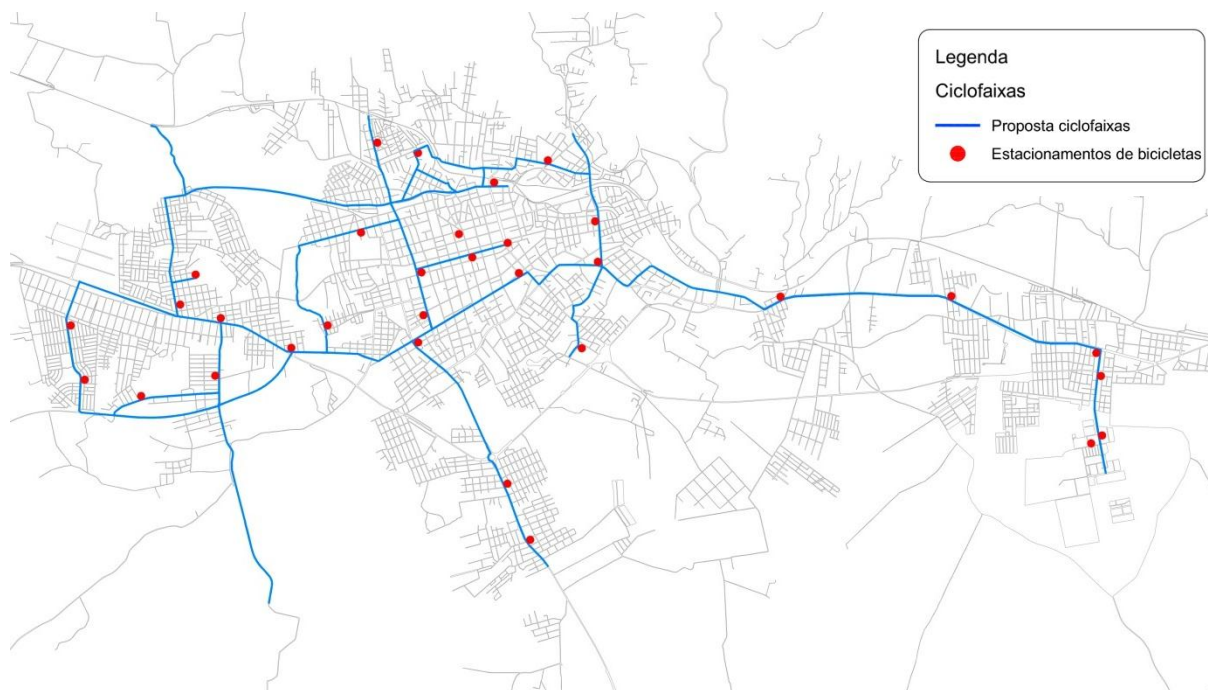 Legenda
Ciclofaixas
Proposta ciclofaixas
Estacionamentos de bicicletas